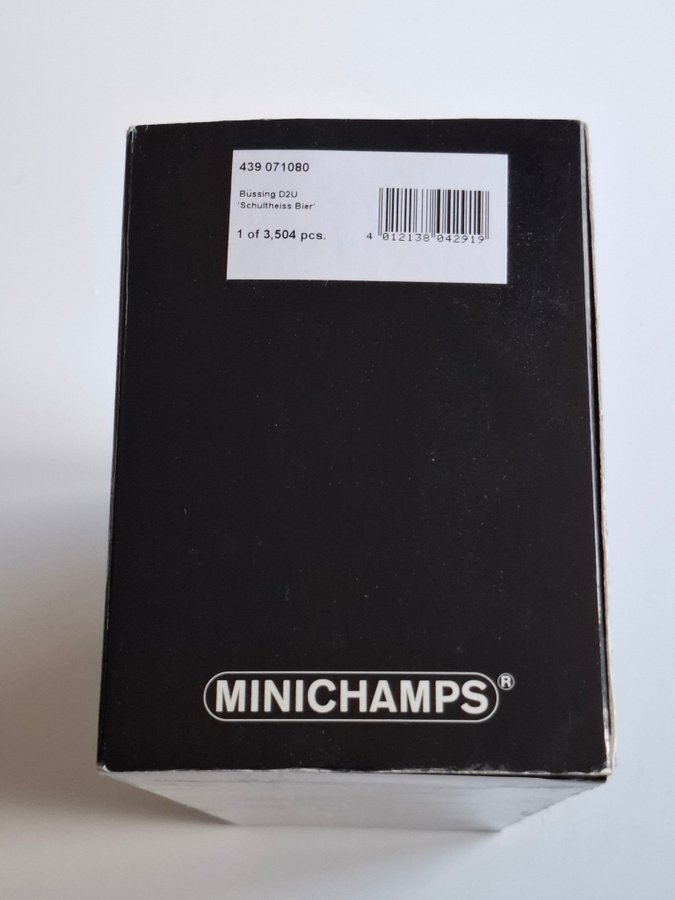 439 071080
Büssing D2U
'Schultheiss Bier'
1 of 3,504 pcs.
4 012138 042919
MINICHAMPS®